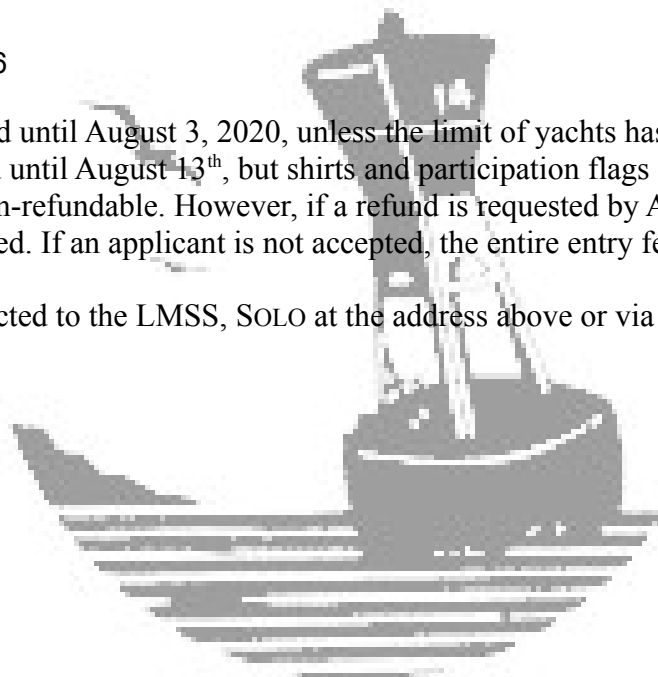 6
14
d until August 3, 2020, unless the limit of yachts has
until August 13th, but shirts and participation flags
n-refundable. However, if a refund is requested by A
ed. If an applicant is not accepted, the entire entry fe
cted to the LMSS, SOLO at the address above or via